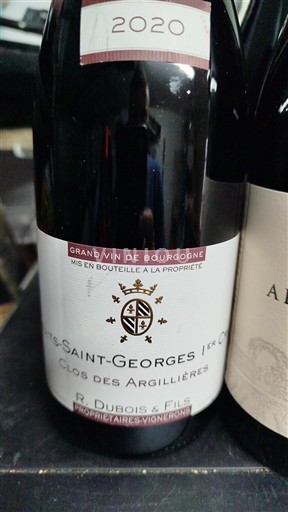 2020
GRAND VIN DE BOURGOGNE
MIS EN BOUTEILLE A LA PROPRIÉTÉ
TS-SAINT-GEORGES 1ER C
CLOS DES ARGILLIÈRES
R. DUBOIS & FILS
PROPRIÉTAIRES-VIGNERONS
A